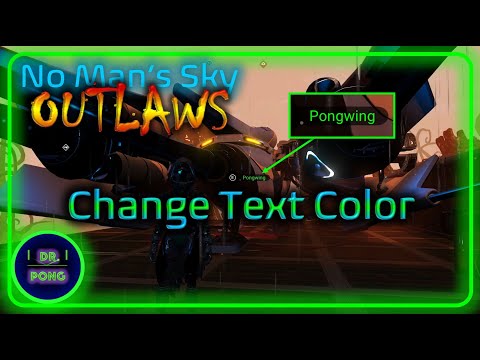 No Man's Sky
OUTLAWS
Pongwing
Pongwing
Change Text Color
DR.
PONG